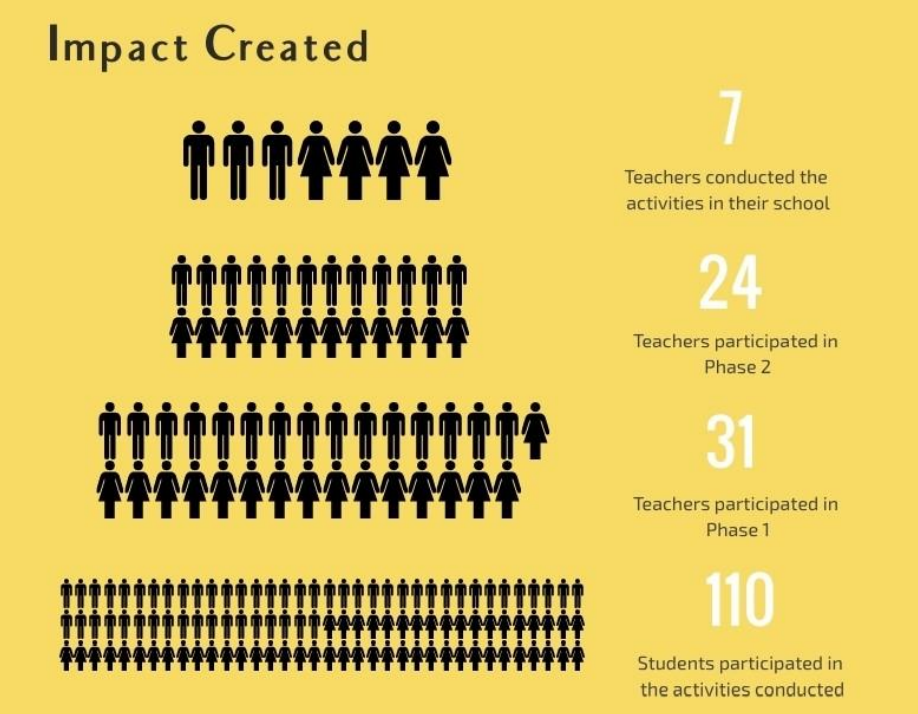 Impact Created
7
Teachers conducted the
activities in their school
24
Teachers participated in
Phase 2
31
Teachers participated in
Phase 1
110
Students participated in
the activities conducted